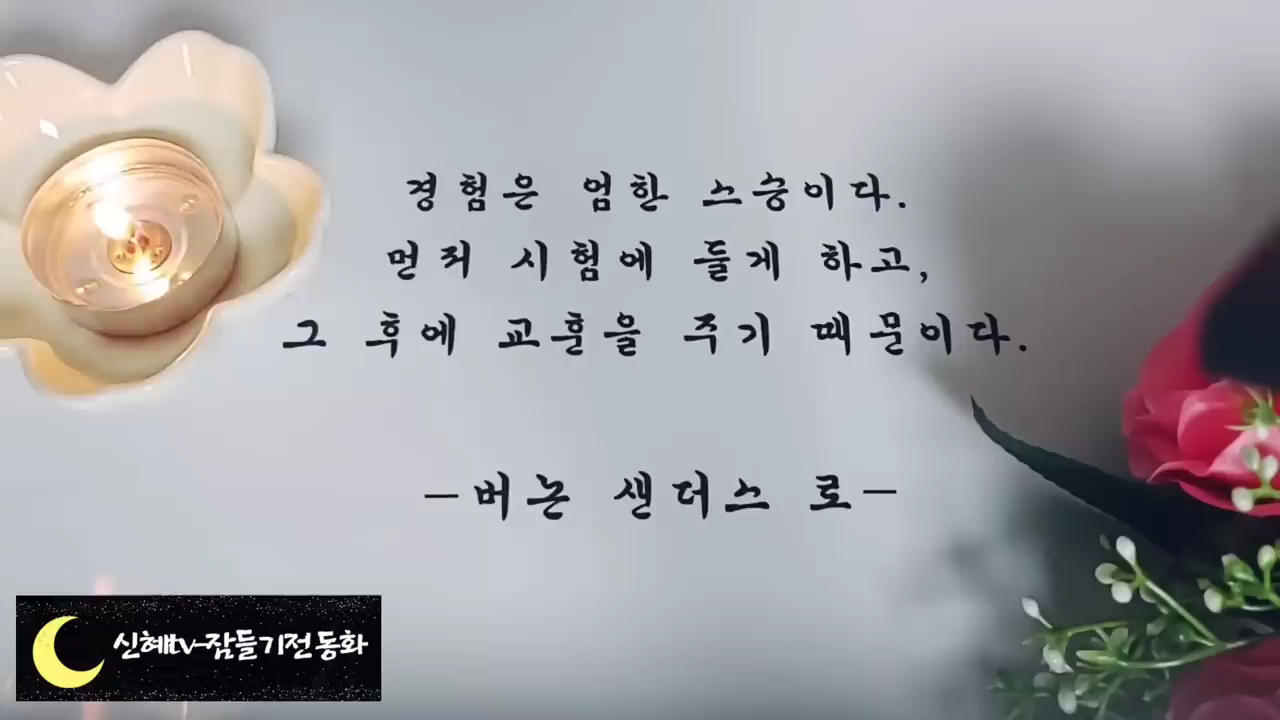 경험은 엄한 스승이다.
먼저 시험에 들게 하고,
그 후에 교훈을 주기 때문이다.
-버논 샌더스 로-
신혜tv-잠들기전 동화